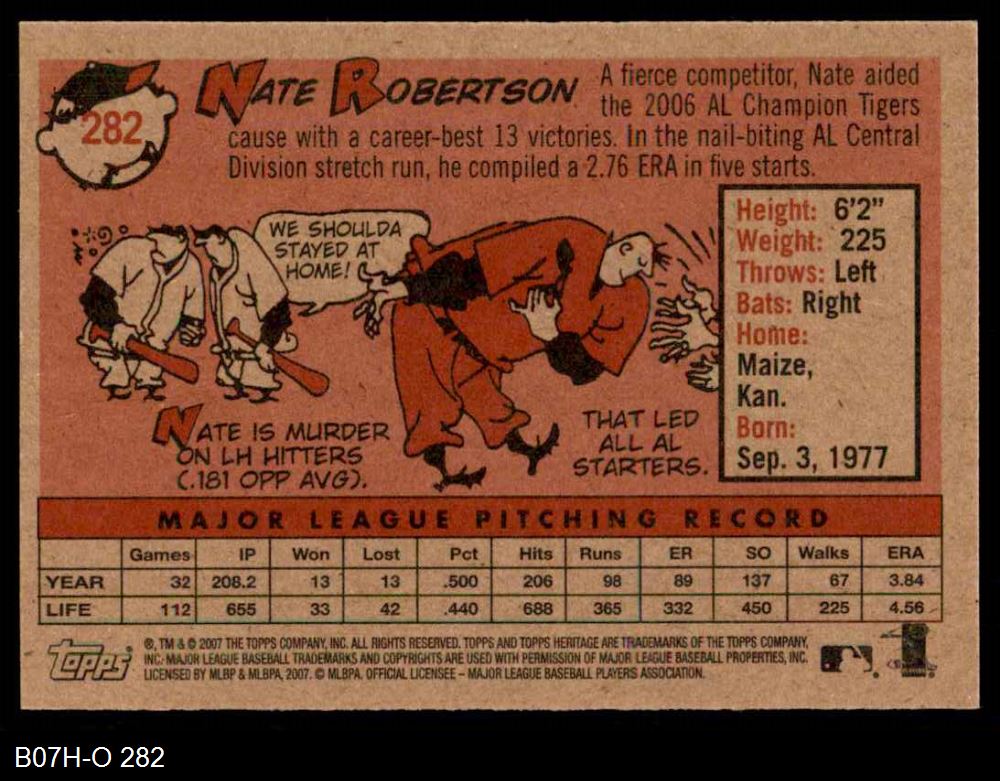 282
NATE ROBERTSON
A fierce competitor, Nate aided
the 2006 AL Champion Tigers
cause with a career-best 13 victories. In the nail-biting AL Central
Division stretch run, he compiled a 2.76 ERA in five starts.
WE SHOULDA
STAYED AT
HOME!
Height: 6'2"
Weight: 225
Throws: Left
Bats: Right
Home:
Maize,
Kan.
Born:
Sep. 3, 1977
NATE IS MURDER
ON LH HITTERS
(.181 OPP AVG).
THAT LED
ALL AL
STARTERS.
MAJOR LEAGUE PITCHING RECORD
Games IP Won Lost Pct Hits Runs ER SO Walks ERA
YEAR 32 208.2 13 13 .500 206 98 89 137 67 3.84
LIFE 112 655 33 42 .440 688 365 332 450 225 4.56
Topps
®, TM & © 2007 THE TOPPS COMPANY, INC. ALL RIGHTS RESERVED. TOPPS AND TOPPS HERITAGE ARE TRADEMARKS OF THE TOPPS COMPANY,
INC. MAJOR LEAGUE BASEBALL TRADEMARKS AND COPYRIGHTS ARE USED WITH PERMISSION OF MAJOR LEAGUE BASEBALL PROPERTIES, INC.
LICENSED BY MLBP & MLBPA, 2007. © MLBPA. OFFICIAL LICENSEE – MAJOR LEAGUE BASEBALL PLAYERS ASSOCIATION.
B07H-O 282